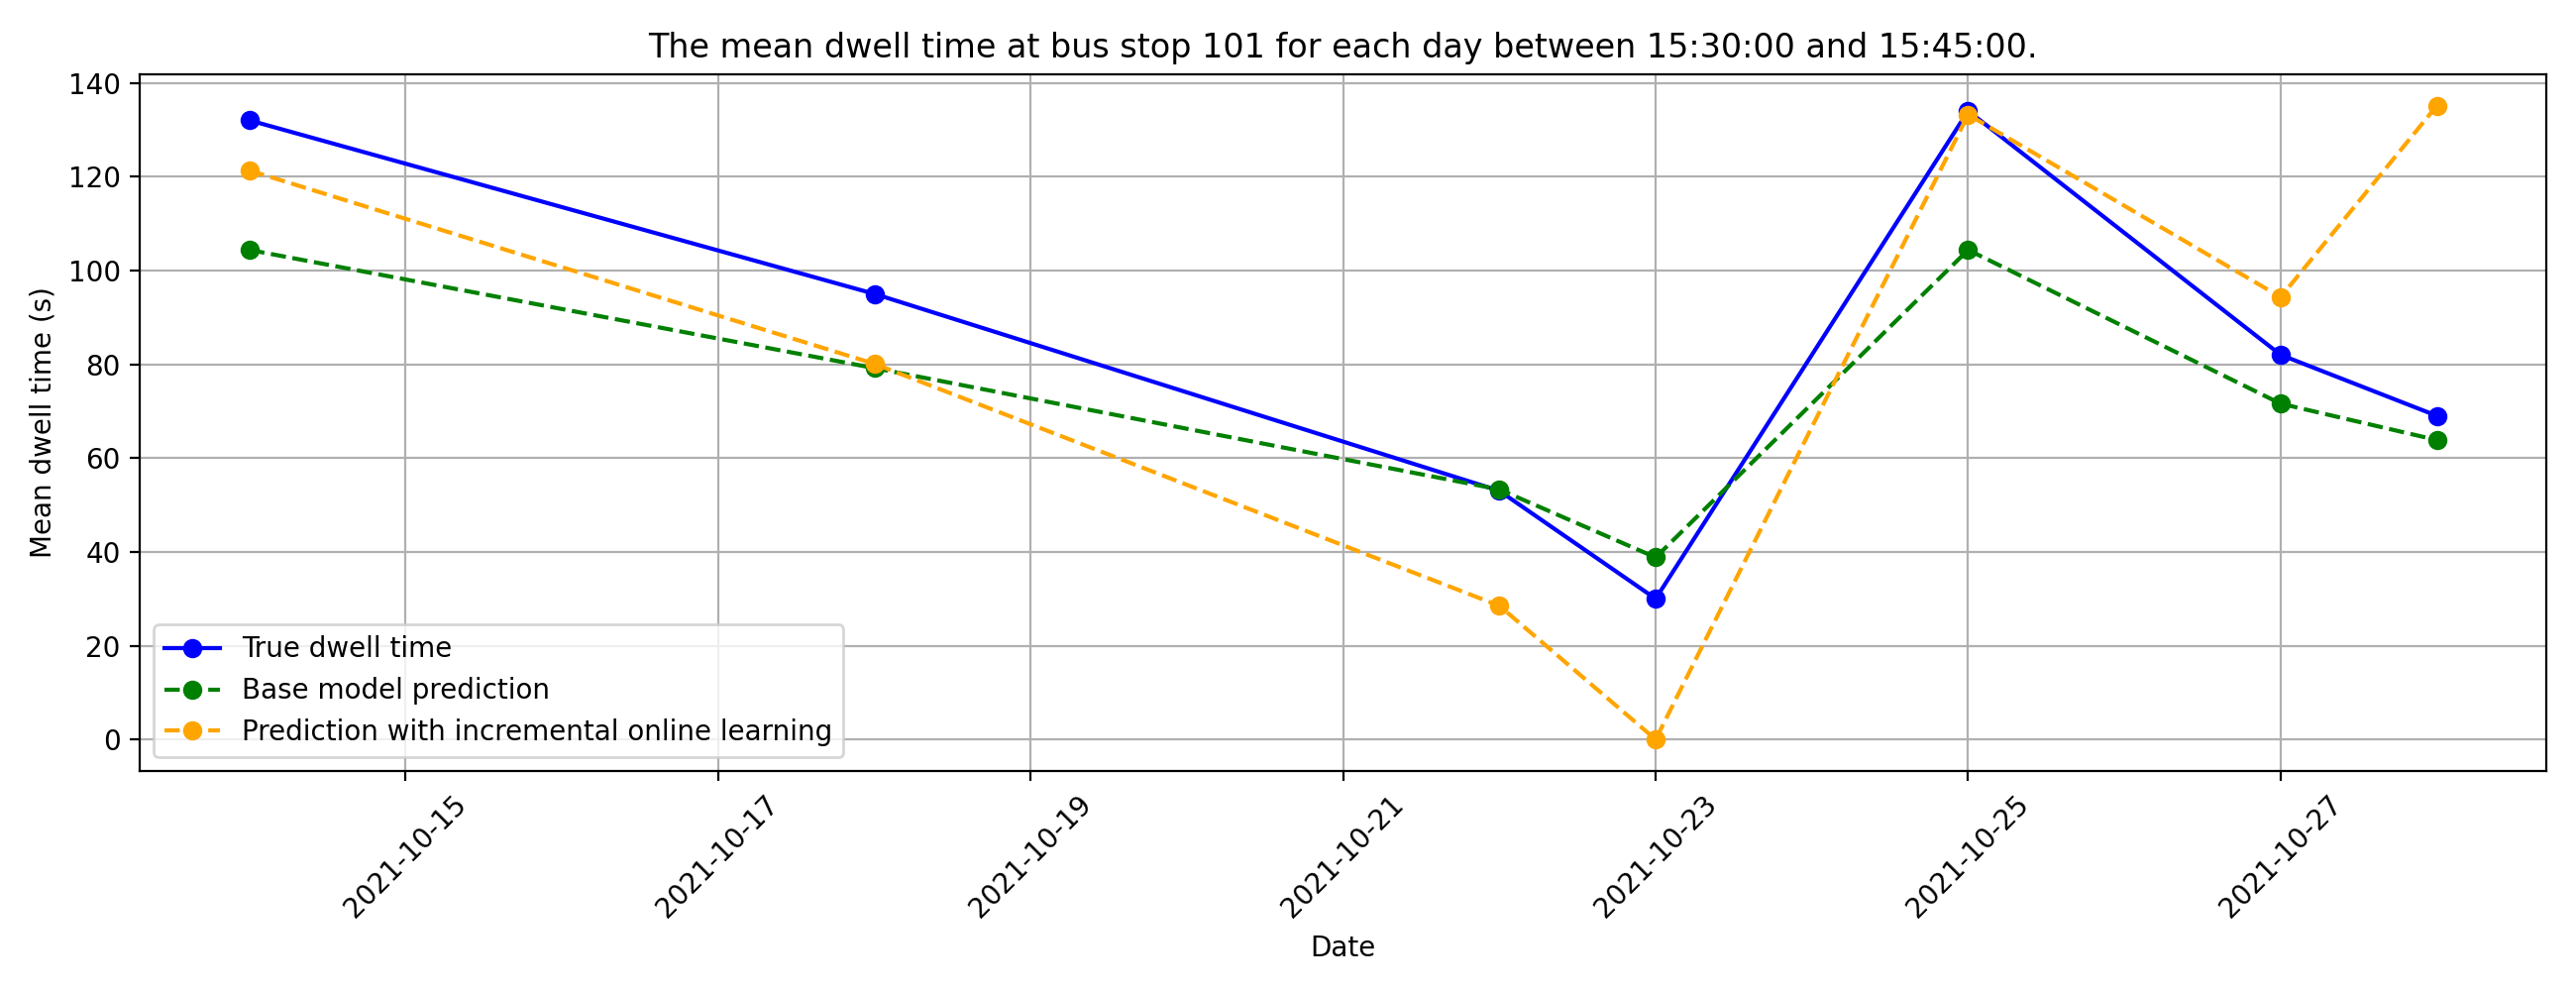 The mean dwell time at bus stop 101 for each day between 15:30:00 and 15:45:00.
140
120
100
80
60
40
20
0
Mean dwell time (s)
True dwell time
Base model prediction
Prediction with incremental online learning
2021-10-15
2021-10-17
2021-10-19
2021-10-21
2021-10-23
2021-10-25
2021-10-27
Date